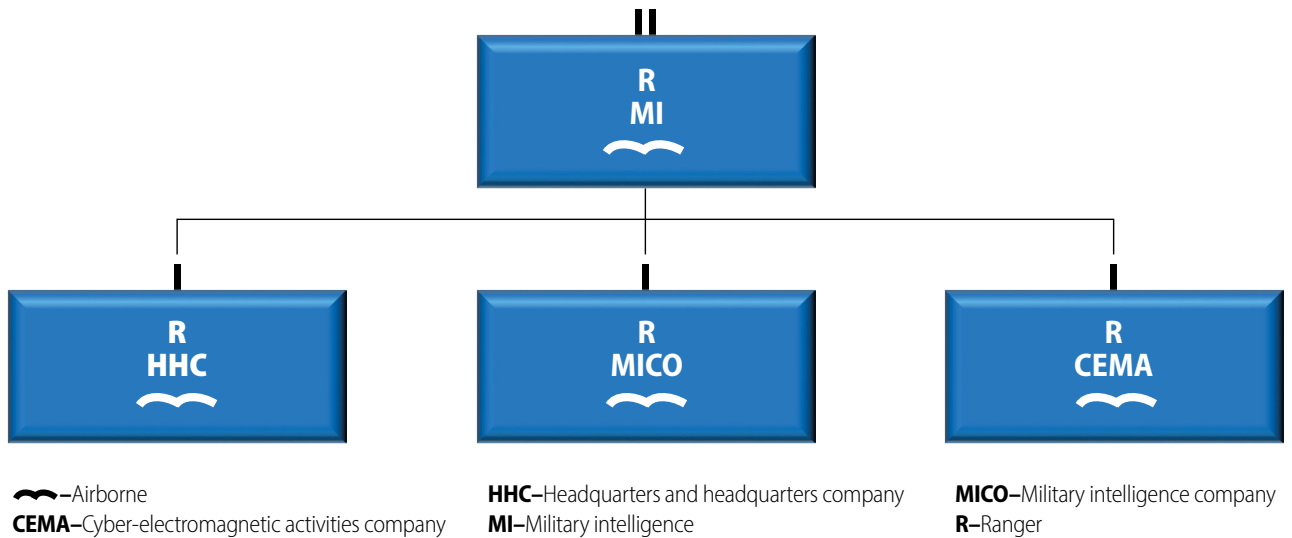 R
MI
R
HHC
R
MICO
R
CEMA
–Airborne
CEMA–Cyber-electromagnetic activities company
HHC–Headquarters and headquarters company
MI–Military intelligence
MICO–Military intelligence company
R–Ranger